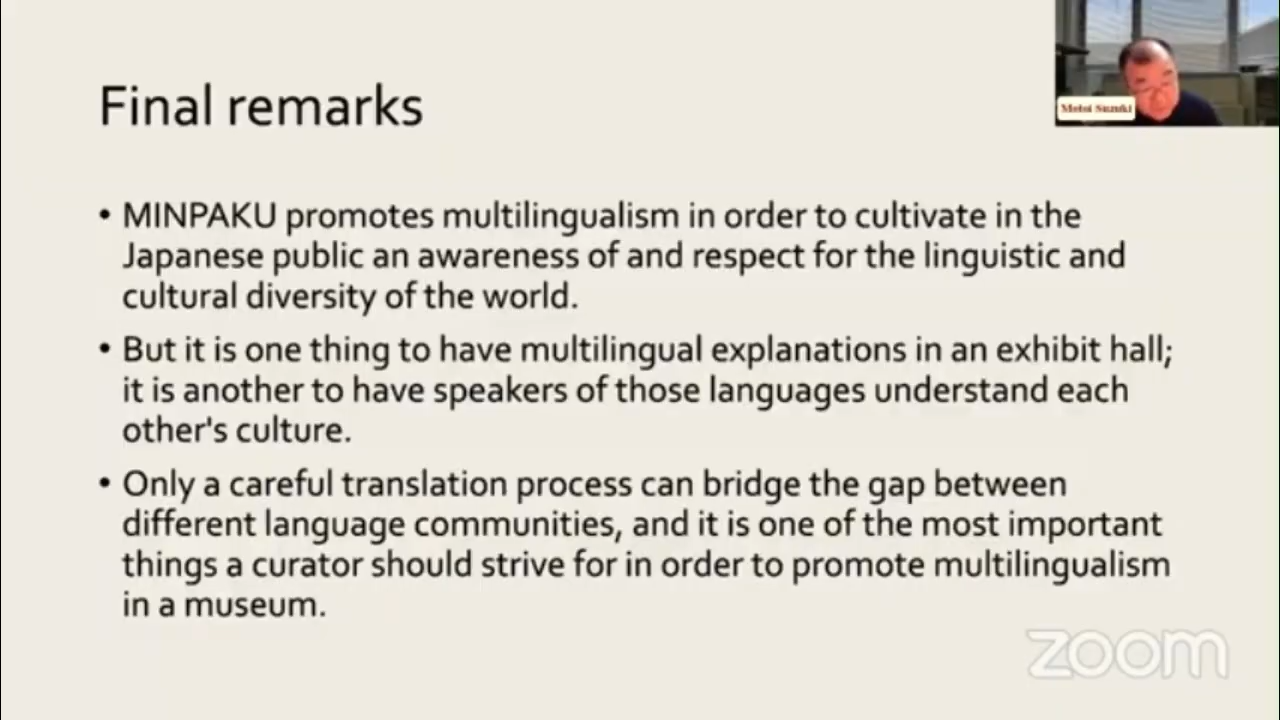 Final remarks
Motoi Suzuki
• MINPAKU promotes multilingualism in order to cultivate in the
Japanese public an awareness of and respect for the linguistic and
cultural diversity of the world.
• But it is one thing to have multilingual explanations in an exhibit hall;
it is another to have speakers of those languages understand each
other's culture.
• Only a careful translation process can bridge the gap between
different language communities, and it is one of the most important
things a curator should strive for in order to promote multilingualism
in a museum.
zoom